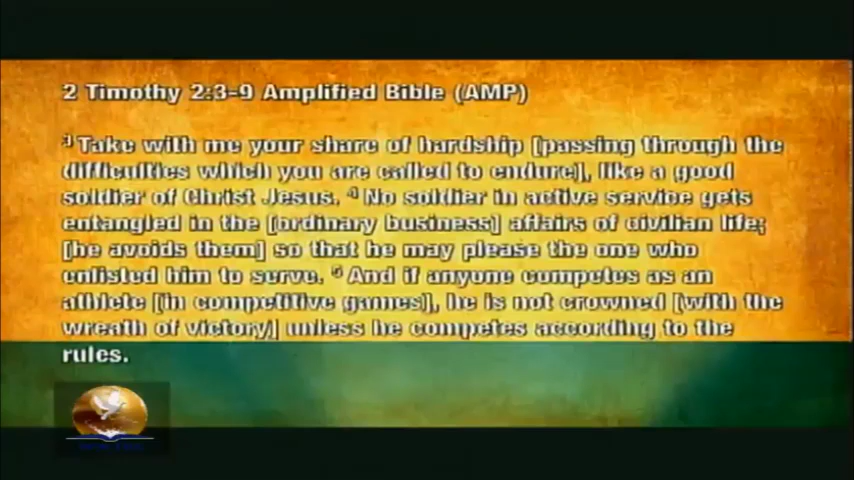 2 Timothy 2:3-9 Amplified Bible (AMP)
3 Take with me your share of hardship [passing through the
difficulties which you are called to endure], like a good
soldier of Christ Jesus. 4 No soldier in active service gets
entangled in the [ordinary business] affairs of civilian life;
[he avoids them] so that he may please the one who
enlisted him to serve. 5 And if anyone competes as an
athlete [in competitive games], he is not crowned [with the
wreath of victory] unless he competes according to the
rules.